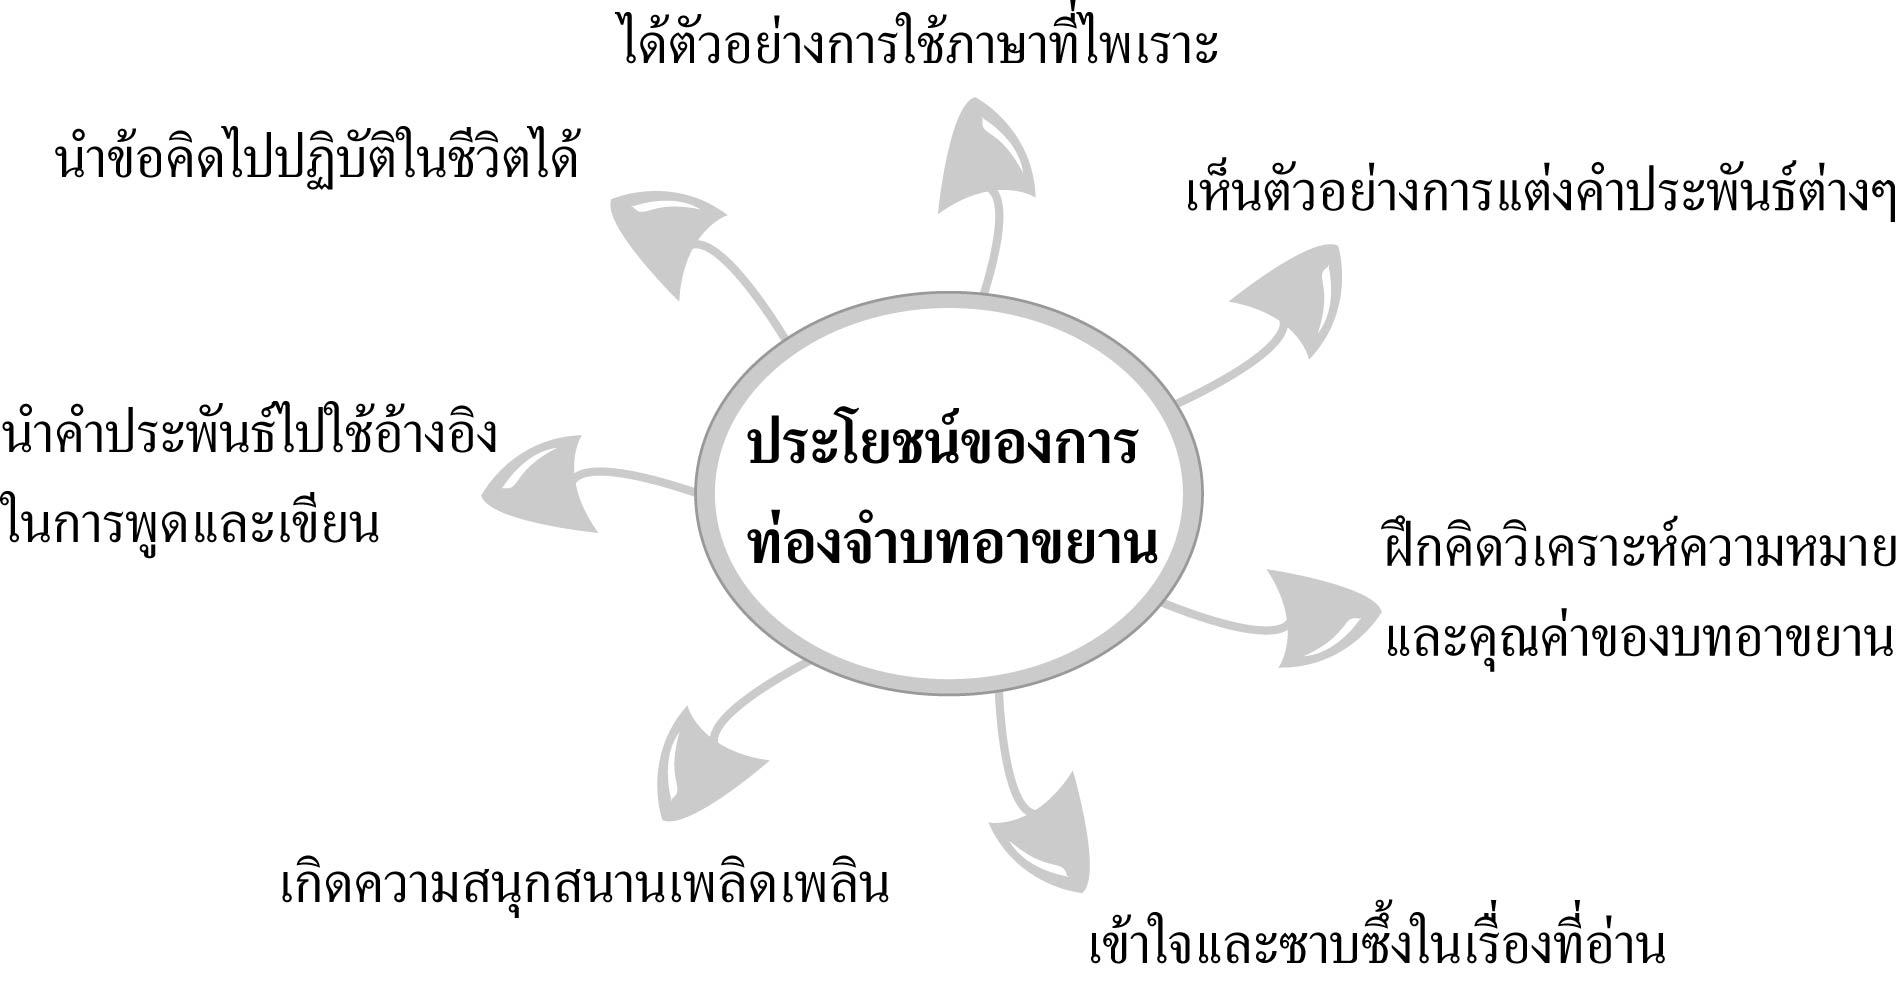 ได้ตัวอย่างการใช้ภาษาที่ไพเราะ
นำข้อคิดไปปฏิบัติในชีวิตได้
เห็นตัวอย่างการแต่งคำประพันธ์ต่างๆ
นำคำประพันธ์ไปใช้อ้างอิง
ในการพูดและเขียน
ประโยชน์ของการ
ท่องจำบทอาขยาน
ฝึกคิดวิเคราะห์ความหมาย
และคุณค่าของบทอาขยาน
เกิดความสนุกสนานเพลิดเพลิน
เข้าใจและซาบซึ้งในเรื่องที่อ่าน